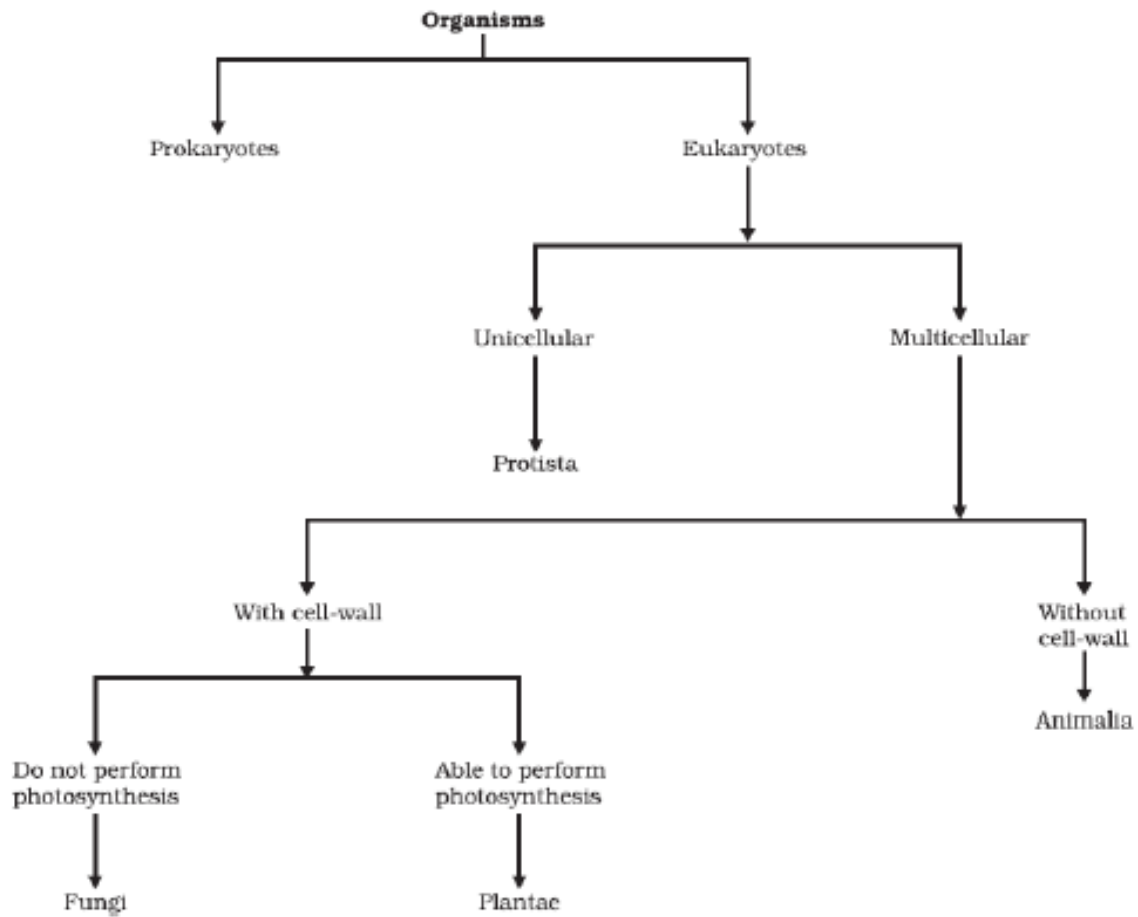 Organisms
Prokaryotes
Eukaryotes
Unicellular
Multicellular
Protista
With cell-wall
Without
cell-wall
Animalia
Do not perform
photosynthesis
Able to perform
photosynthesis
Fungi
Plantae